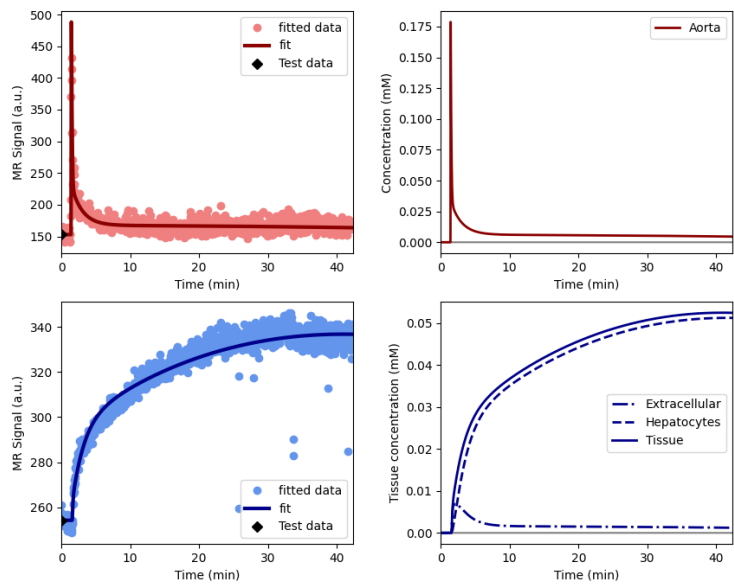 500
450
400
350
300
250
200
150
MR Signal (a.u.)
fitted data
fit
Test data
0 10 20 30 40
Time (min)
0.175
0.150
0.125
0.100
0.075
0.050
0.025
0.000
Concentration (mM)
Aorta
0 10 20 30 40
Time (min)
340
320
300
280
260
MR Signal (a.u.)
fitted data
fit
Test data
0 10 20 30 40
Time (min)
0.05
0.04
0.03
0.02
0.01
0.00
Tissue concentration (mM)
Extracellular
Hepatocytes
Tissue
0 10 20 30 40
Time (min)